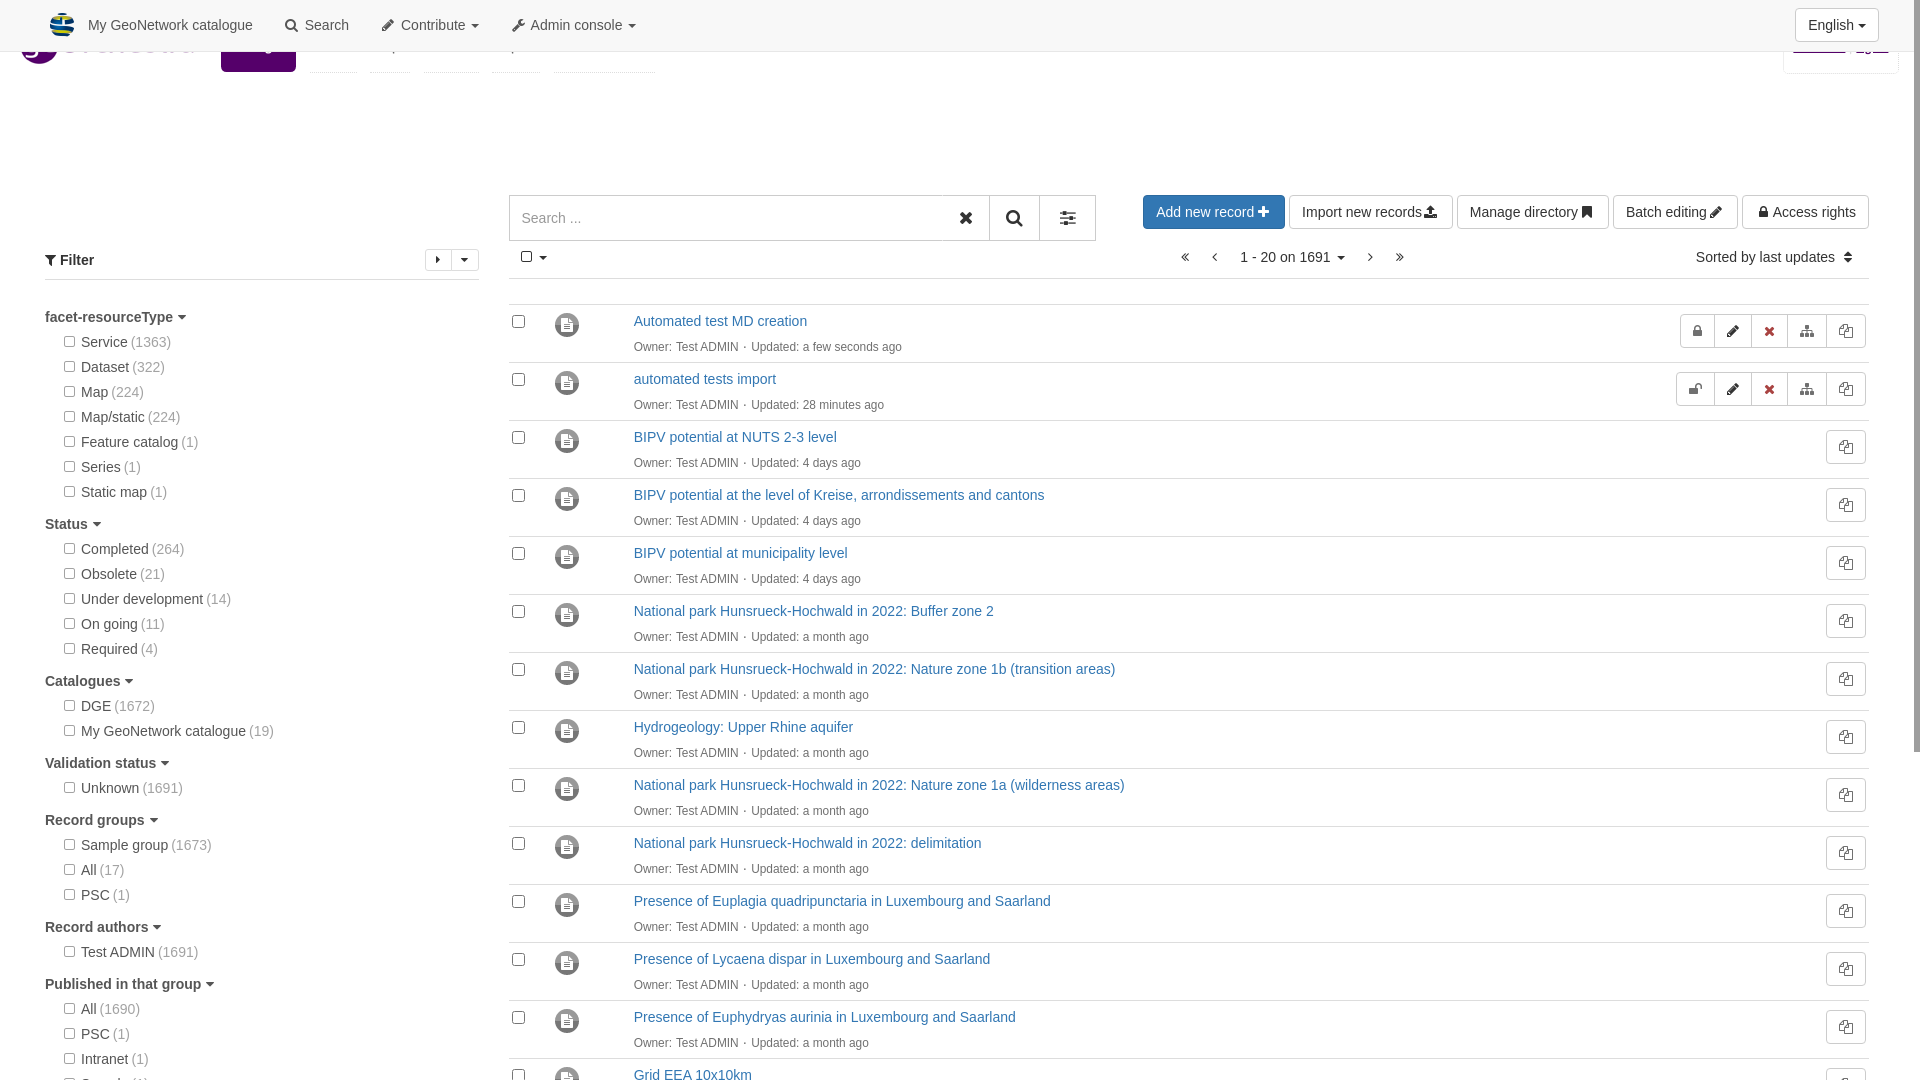 My GeoNetwork catalogue
Search
Contribute
Admin console
English
Search ...
Add new record
Import new records
Manage directory
Batch editing
Access rights
Filter
1 - 20 on 1691
Sorted by last updates
facet-resourceType
Service (1363)
Dataset (322)
Map (224)
Map/static (224)
Feature catalog (1)
Series (1)
Static map (1)
Status
Completed (264)
Obsolete (21)
Under development (14)
On going (11)
Required (4)
Catalogues
DGE (1672)
My GeoNetwork catalogue (19)
Validation status
Unknown (1691)
Record groups
Sample group (1673)
All (17)
PSC (1)
Record authors
Test ADMIN (1691)
Published in that group
All (1690)
PSC (1)
Intranet (1)
Automated test MD creation
Owner: Test ADMIN · Updated: a few seconds ago
automated tests import
Owner: Test ADMIN · Updated: 28 minutes ago
BIPV potential at NUTS 2-3 level
Owner: Test ADMIN · Updated: 4 days ago
BIPV potential at the level of Kreise, arrondissements and cantons
Owner: Test ADMIN · Updated: 4 days ago
BIPV potential at municipality level
Owner: Test ADMIN · Updated: 4 days ago
National park Hunsrueck-Hochwald in 2022: Buffer zone 2
Owner: Test ADMIN · Updated: a month ago
National park Hunsrueck-Hochwald in 2022: Nature zone 1b (transition areas)
Owner: Test ADMIN · Updated: a month ago
Hydrogeology: Upper Rhine aquifer
Owner: Test ADMIN · Updated: a month ago
National park Hunsrueck-Hochwald in 2022: Nature zone 1a (wilderness areas)
Owner: Test ADMIN · Updated: a month ago
National park Hunsrueck-Hochwald in 2022: delimitation
Owner: Test ADMIN · Updated: a month ago
Presence of Euplagia quadripunctaria in Luxembourg and Saarland
Owner: Test ADMIN · Updated: a month ago
Presence of Lycaena dispar in Luxembourg and Saarland
Owner: Test ADMIN · Updated: a month ago
Presence of Euphydryas aurinia in Luxembourg and Saarland
Owner: Test ADMIN · Updated: a month ago
Grid EEA 10x10km